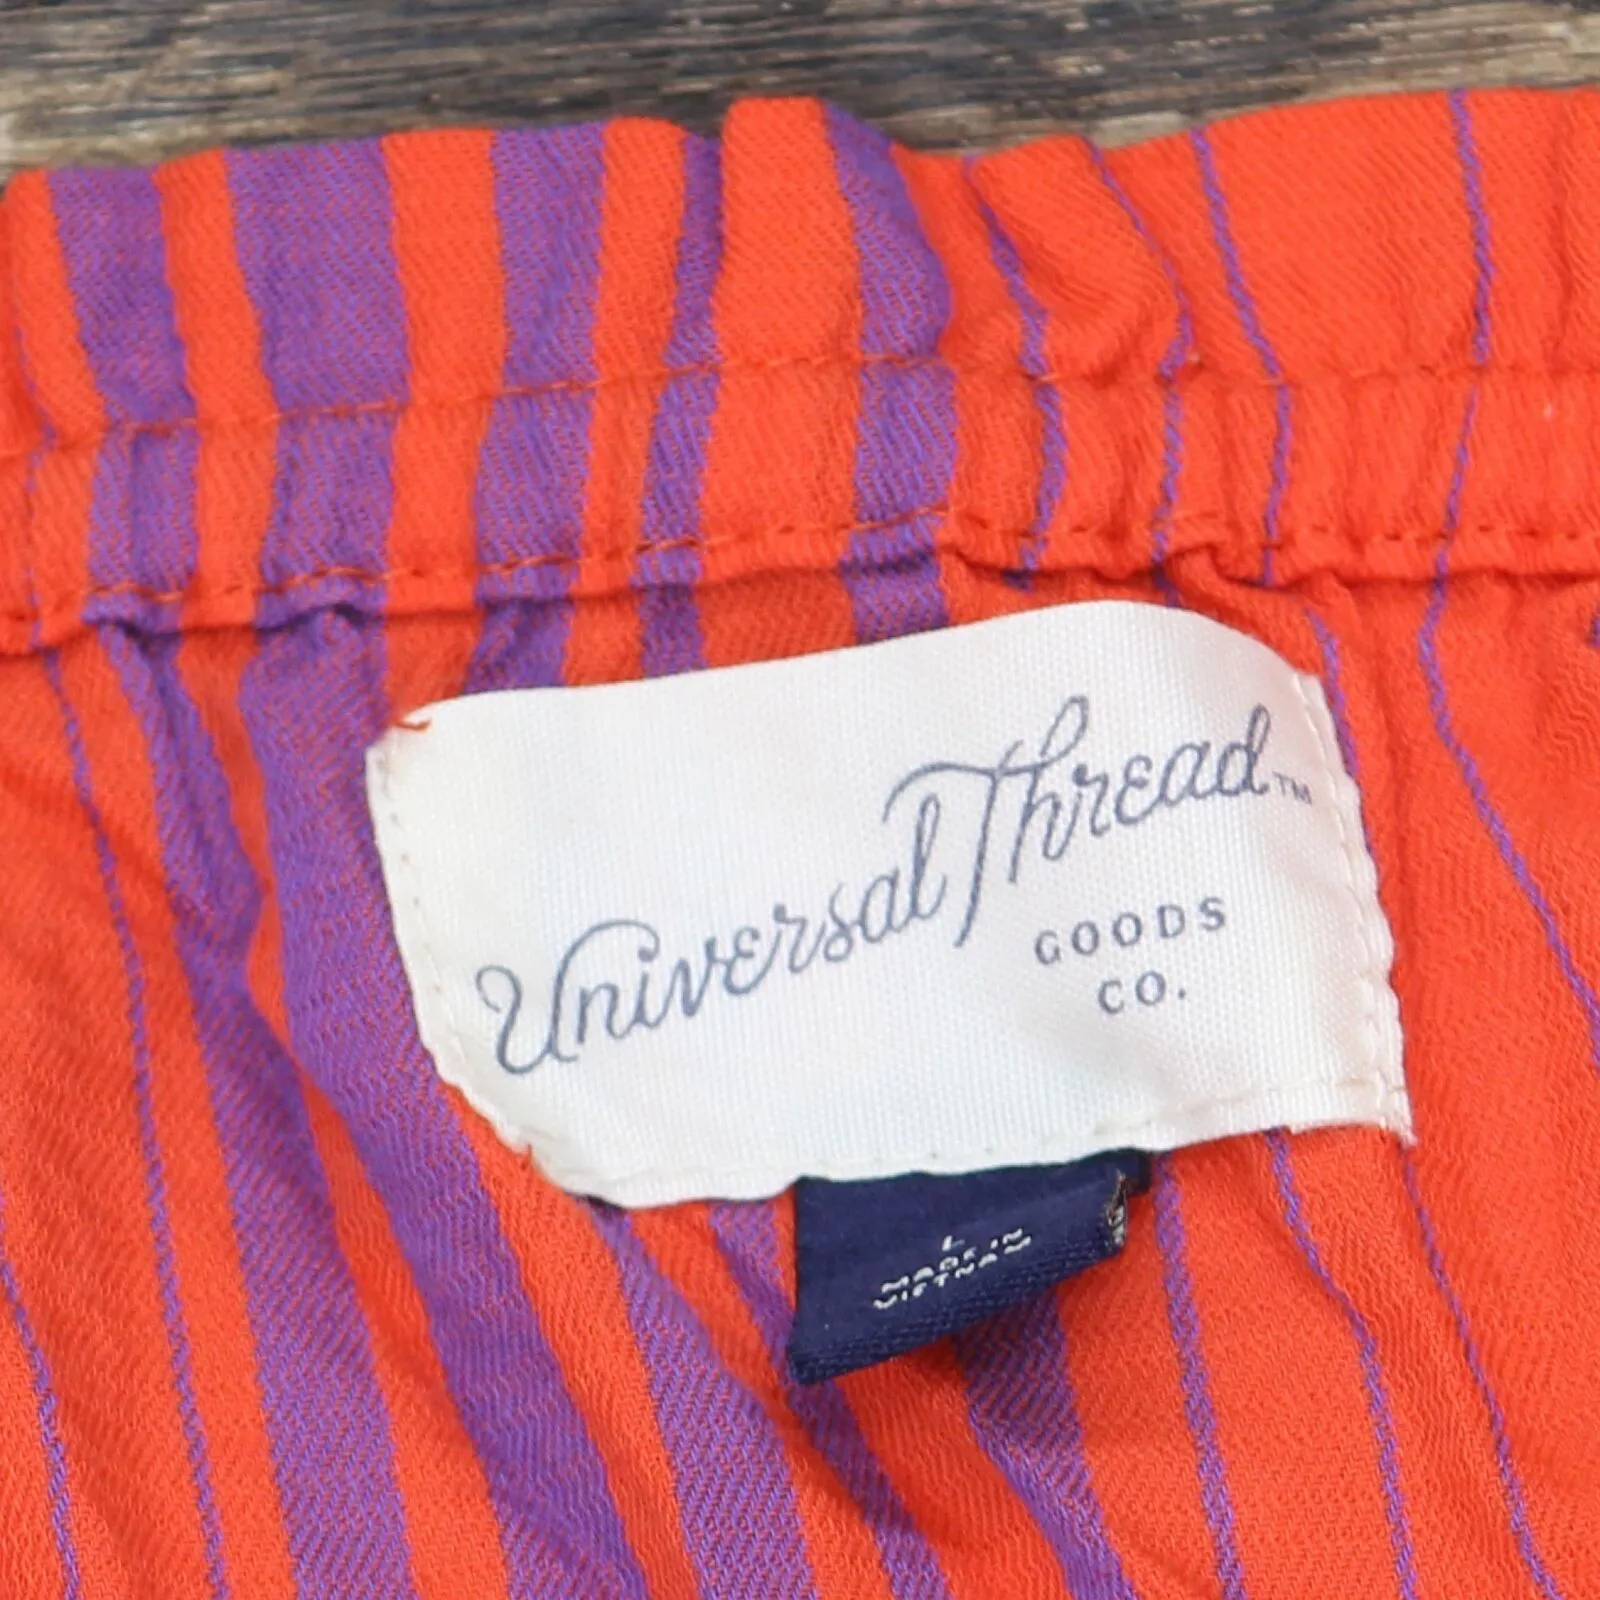 Universal Thread™
GOODS
CO.
L
MADE IN
VIETNAM